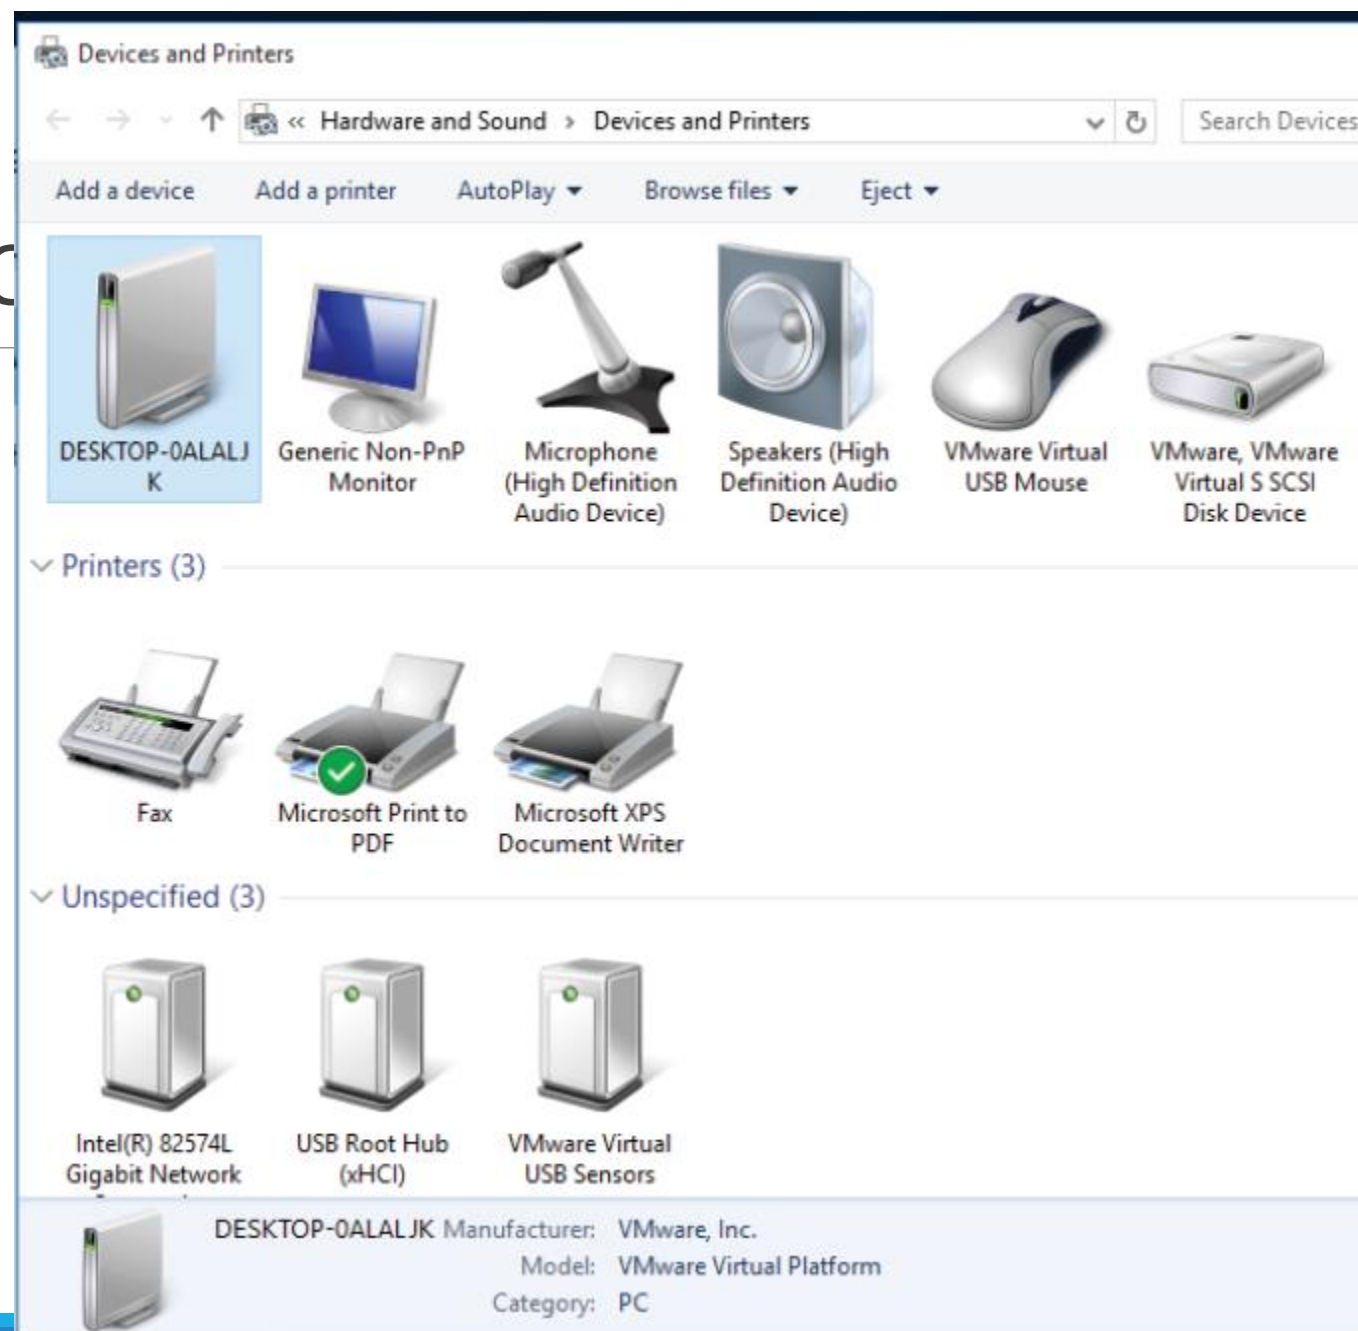 Devices and Printers
« Hardware and Sound > Devices and Printers
Search Devices
Add a device Add a printer AutoPlay Browse files Eject
DESKTOP-0ALALJ
K
Generic Non-PnP
Monitor
Microphone
(High Definition
Audio Device)
Speakers (High
Definition Audio
Device)
VMware Virtual
USB Mouse
VMware, VMware
Virtual S SCSI
Disk Device
Printers (3)
Fax
Microsoft Print to
PDF
Microsoft XPS
Document Writer
Unspecified (3)
Intel(R) 82574L
Gigabit Network
USB Root Hub
(xHCI)
VMware Virtual
USB Sensors
DESKTOP-0ALALJK Manufacturer: VMware, Inc.
Model: VMware Virtual Platform
Category: PC